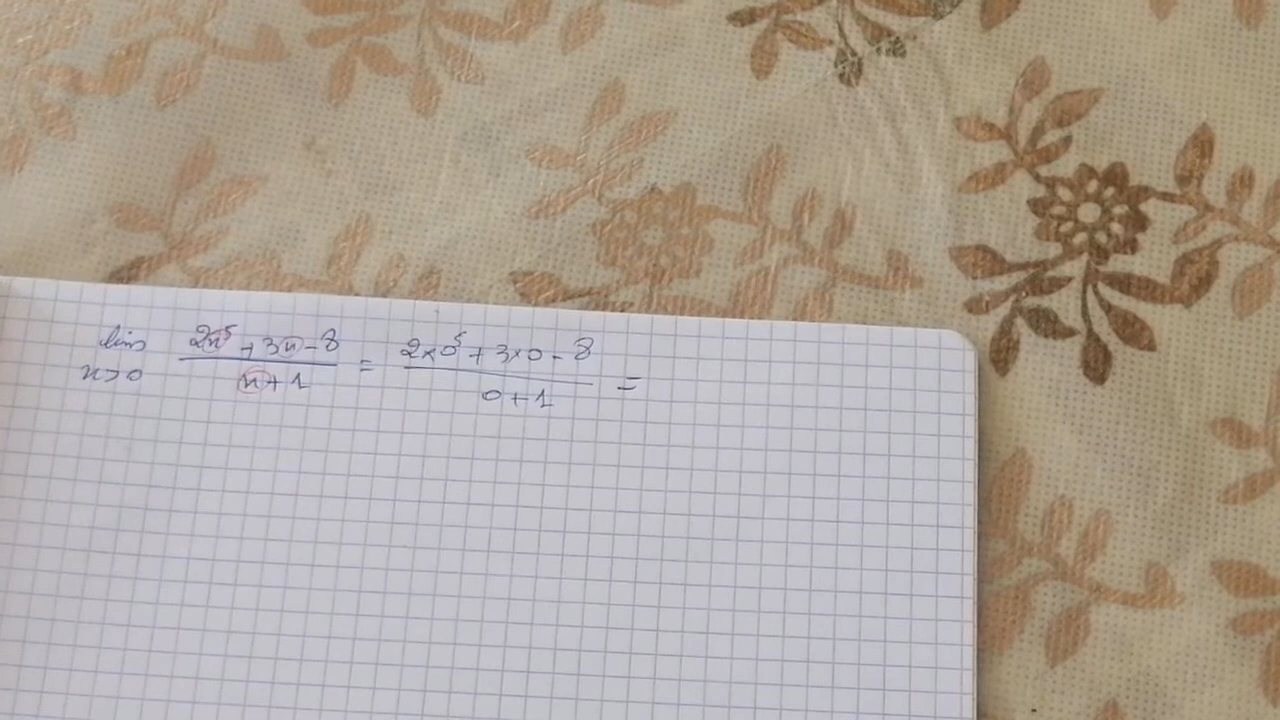 lim 2x⁵ + 3x - 8 / x + 1 = 2×0⁵ + 3×0 - 8 / 0 + 1 =
x→0